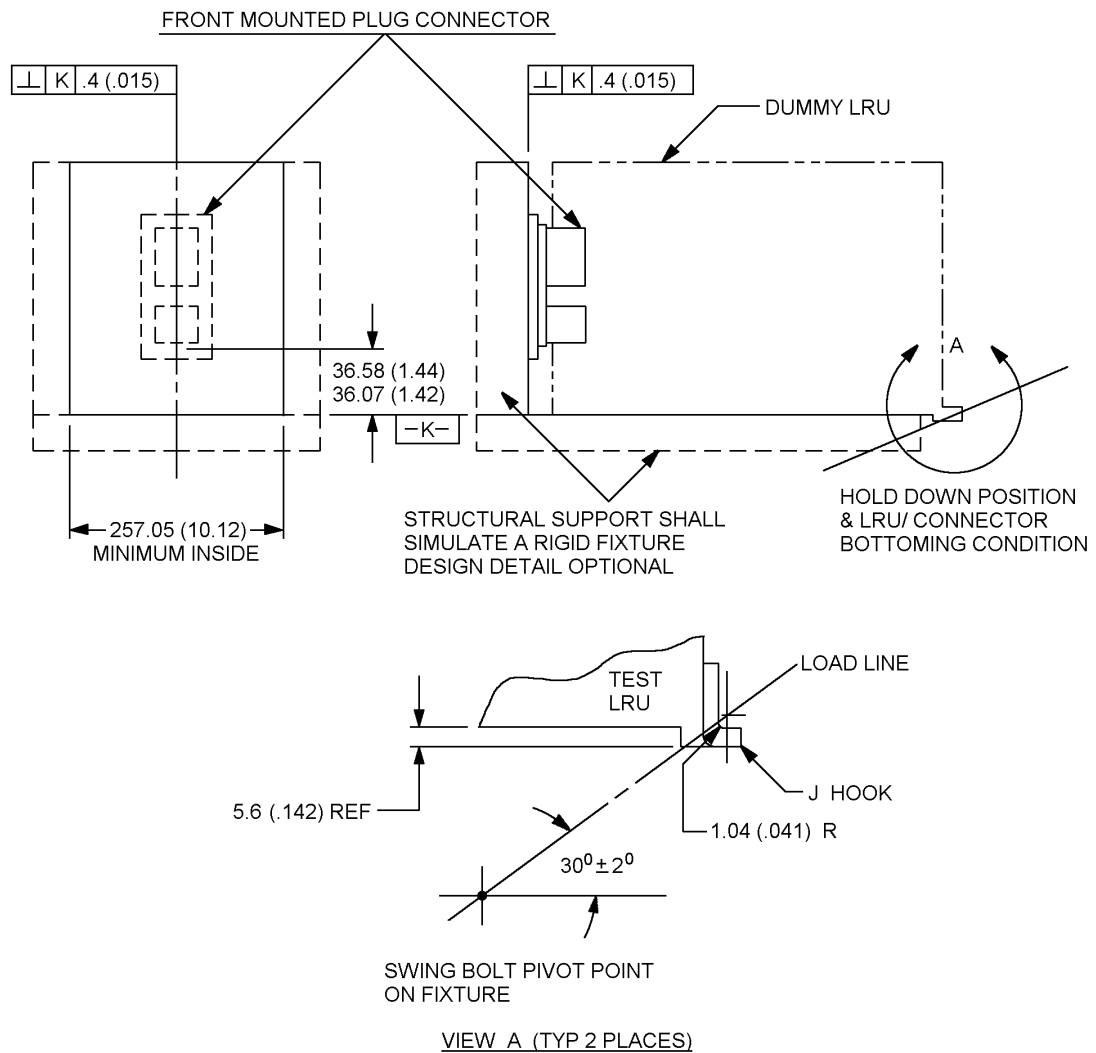 FRONT MOUNTED PLUG CONNECTOR
⊥ K .4 (.015)
⊥ K .4 (.015)
DUMMY LRU
A
36.58 (1.44)
36.07 (1.42)
-K-
257.05 (10.12)
MINIMUM INSIDE
STRUCTURAL SUPPORT SHALL
SIMULATE A RIGID FIXTURE
DESIGN DETAIL OPTIONAL
HOLD DOWN POSITION
& LRU/ CONNECTOR
BOTTOMING CONDITION
TEST
LRU
LOAD LINE
5.6 (.142) REF
J HOOK
1.04 (.041) R
30⁰±2⁰
SWING BOLT PIVOT POINT
ON FIXTURE
VIEW A (TYP 2 PLACES)